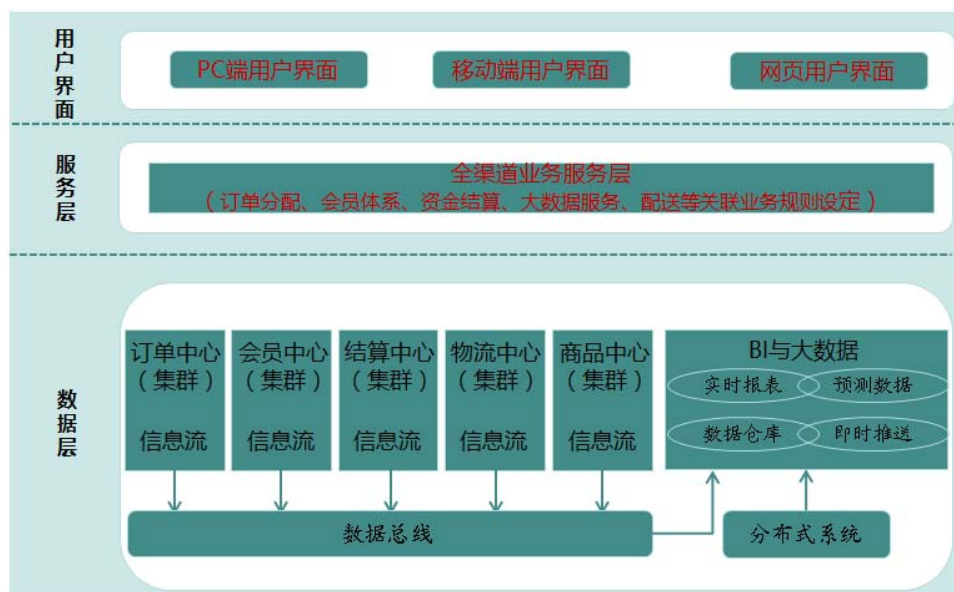 用户界面
PC端用户界面
移动端用户界面
网页用户界面
服务层
全渠道业务服务层
（订单分配、会员体系、资金结算、大数据服务、配送等关联业务规则设定）
数据层
订单中心
（集群）
信息流
会员中心
（集群）
信息流
结算中心
（集群）
信息流
物流中心
（集群）
信息流
商品中心
（集群）
信息流
BI与大数据
实时报表
预测数据
数据仓库
即时推送
数据总线
分布式系统